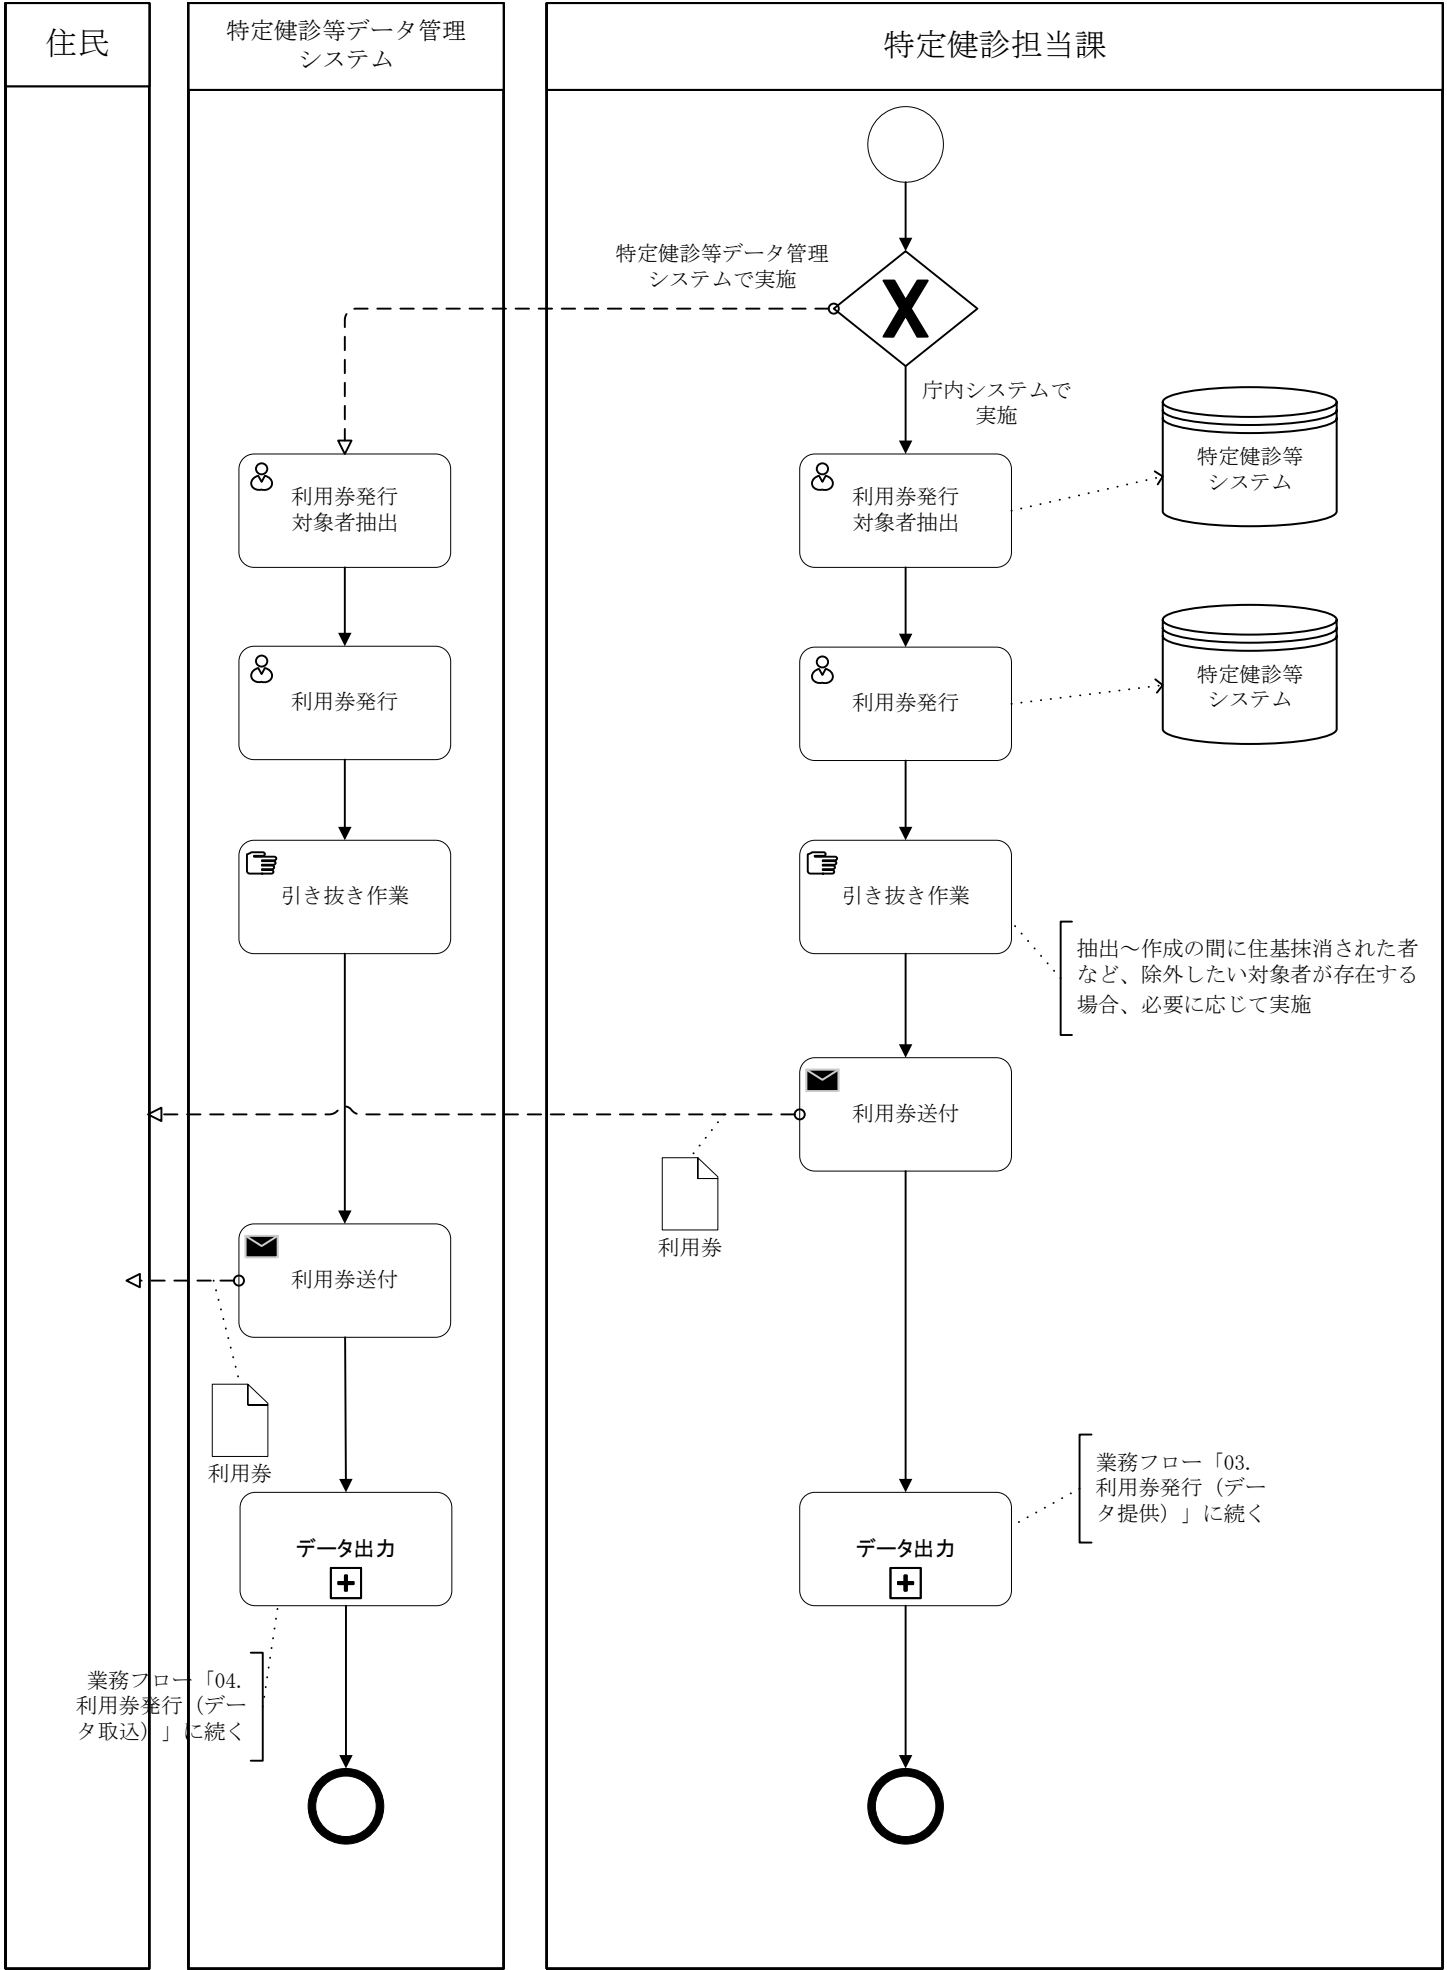 住民
特定健診等データ管理
システム
特定健診担当課
特定健診等データ管理
システムで実施
X
庁内システムで
実施
特定健診等
システム
利用券発行
対象者抽出
利用券発行
対象者抽出
特定健診等
システム
利用券発行
利用券発行
引き抜き作業
引き抜き作業
抽出～作成の間に住基抹消された者
など、除外したい対象者が存在する
場合、必要に応じて実施
利用券送付
利用券
利用券送付
利用券
業務フロー「03.
利用券発行（デー
タ提供）」に続く
データ出力
データ出力
業務フロー「04.
利用券発行（デー
タ取込）」に続く